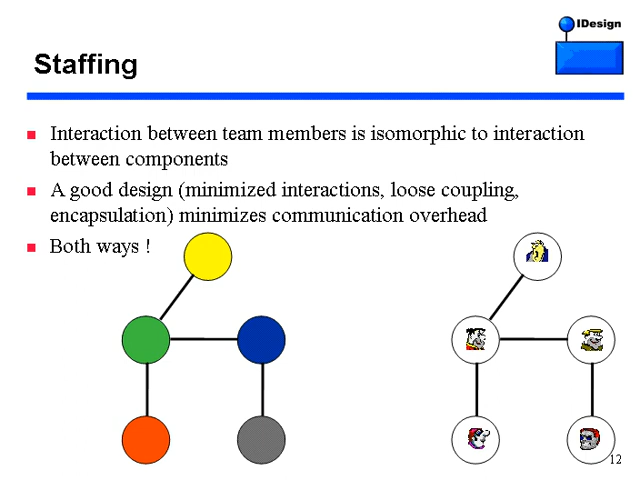 IDesign
Staffing
Interaction between team members is isomorphic to interaction
between components
A good design (minimized interactions, loose coupling,
encapsulation) minimizes communication overhead
Both ways !
12